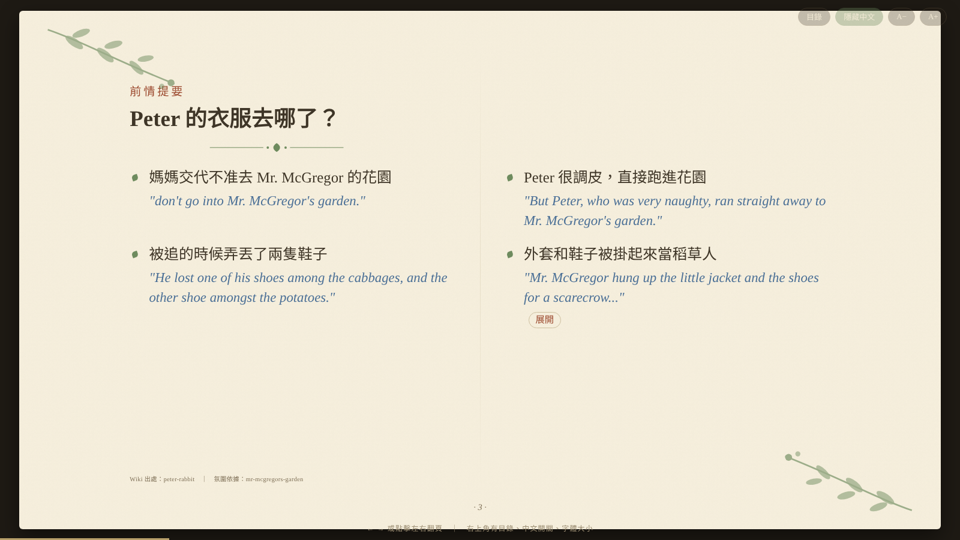 目錄
隱藏中文
A−
A+
前情提要
Peter 的衣服去哪了？
媽媽交代不准去 Mr. McGregor 的花園
"don't go into Mr. McGregor's garden."
Peter 很調皮，直接跑進花園
"But Peter, who was very naughty, ran straight away to
Mr. McGregor's garden."
被追的時候弄丟了兩隻鞋子
"He lost one of his shoes among the cabbages, and the
other shoe amongst the potatoes."
外套和鞋子被掛起來當稻草人
"Mr. McGregor hung up the little jacket and the shoes
for a scarecrow..."
展開
Wiki 出處：peter-rabbit ｜ 氛圍依據：mr-mcgregors-garden
· 3 ·